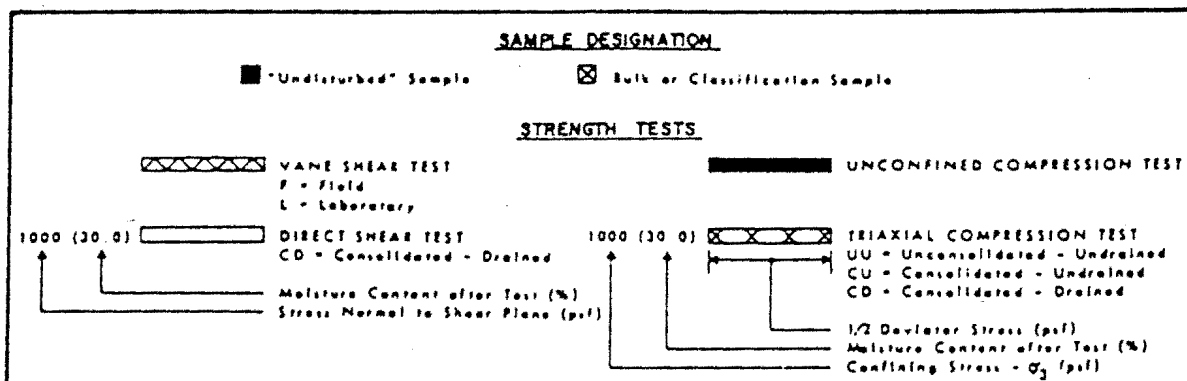 SAMPLE DESIGNATION
"Undisturbed" Sample
Bulk or Classification Sample
STRENGTH TESTS
VANE SHEAR TEST
F = Field
L = Laboratory
UNCONFINED COMPRESSION TEST
1000 (30.0)
DIRECT SHEAR TEST
CD = Consolidated - Drained
Moisture Content after Test (%)
Stress Normal to Shear Plane (psf)
1000 (30.0)
TRIAXIAL COMPRESSION TEST
UU = Unconsolidated - Undrained
CU = Consolidated - Undrained
CD = Consolidated - Drained
1/2 Deviator Stress (psf)
Moisture Content after Test (%)
Confining Stress - σ3 (psf)